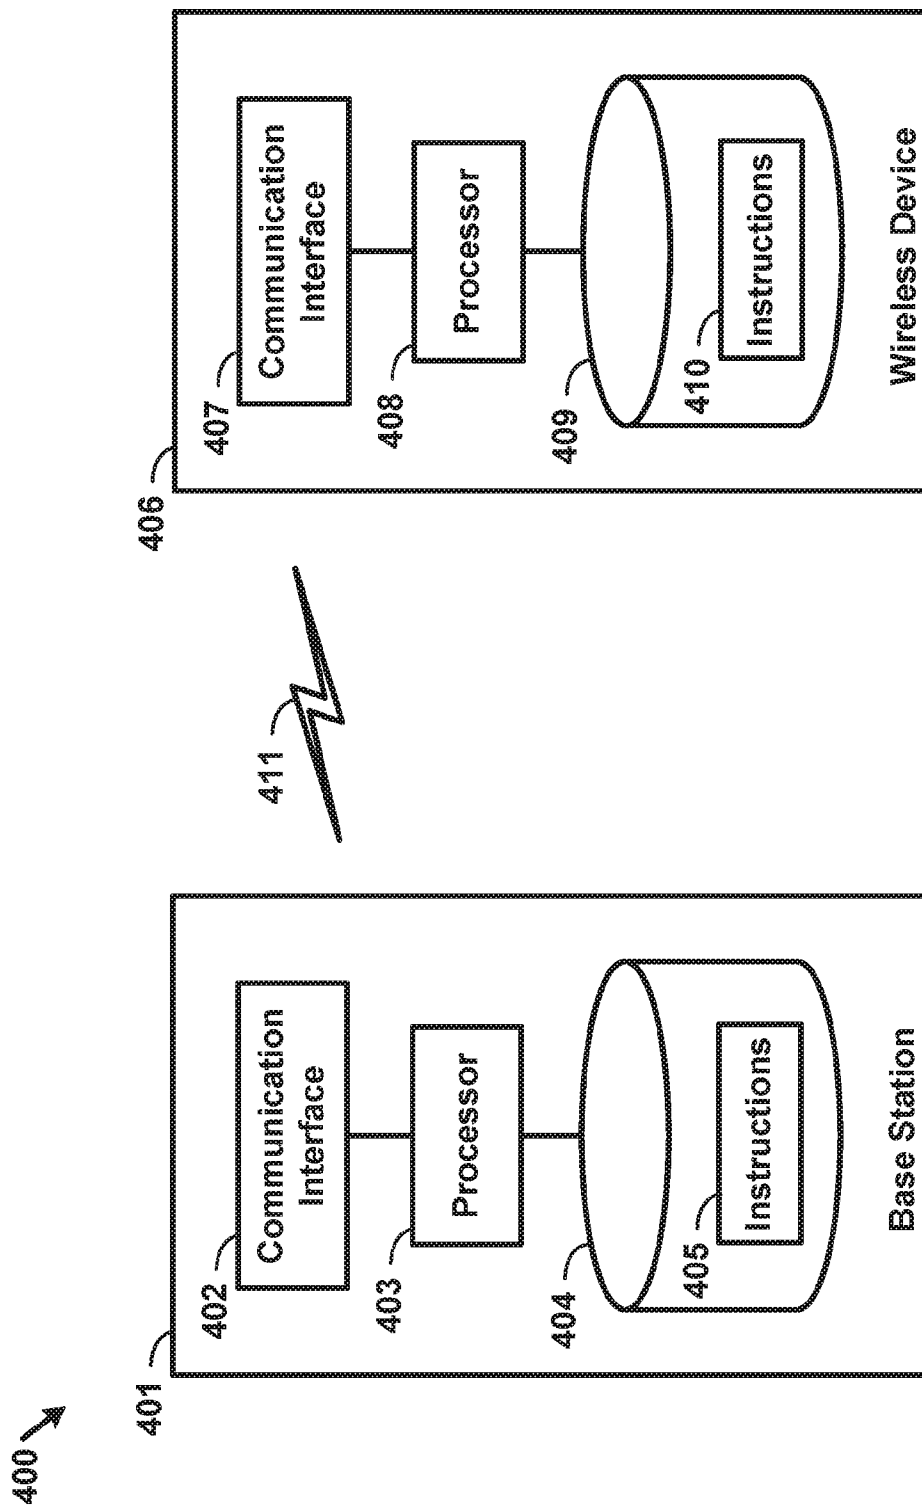 400
401
402
Communication
Interface
403
Processor
404
405
Instructions
Base Station
411
406
407
Communication
Interface
408
Processor
409
410
Instructions
Wireless Device